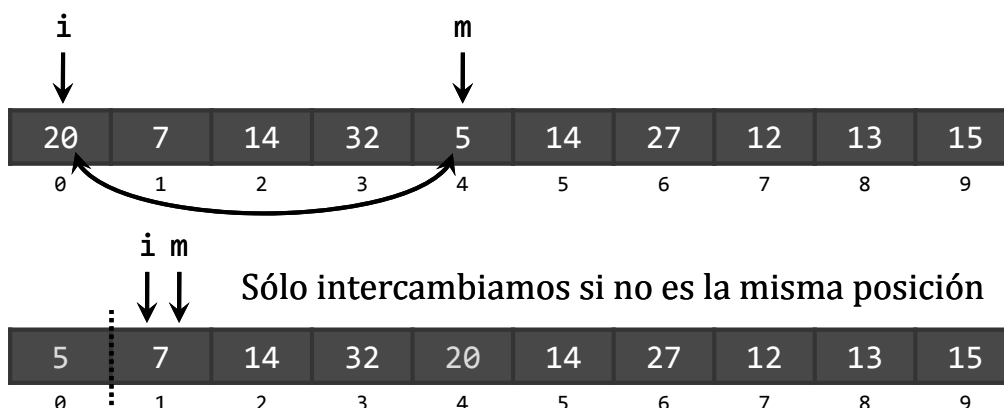 i m
20 7 14 32 5 14 27 12 13 15
0 1 2 3 4 5 6 7 8 9
i m
Sólo intercambiamos si no es la misma posición
5 7 14 32 20 14 27 12 13 15
0 1 2 3 4 5 6 7 8 9